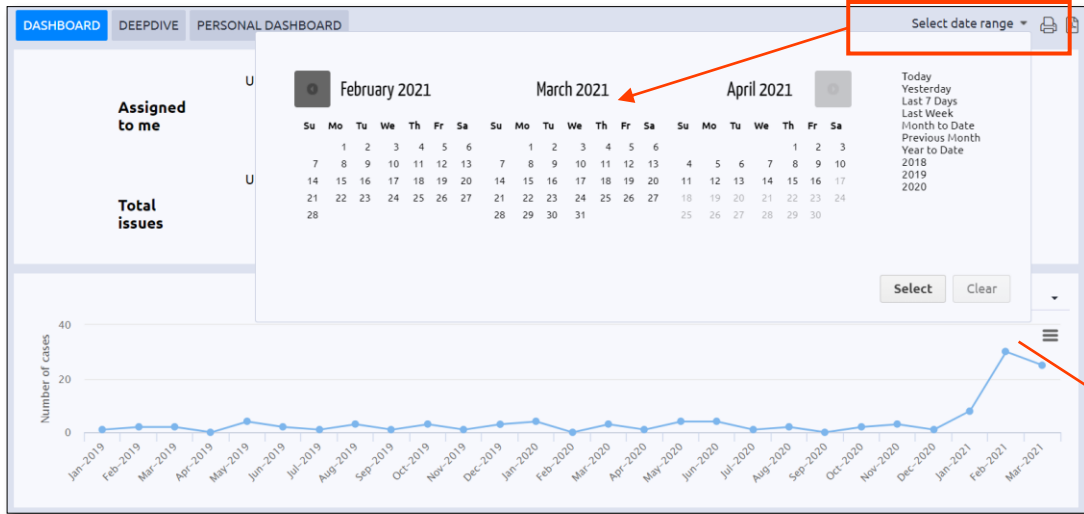 DASHBOARD DEEPDIVE PERSONAL DASHBOARD Select date range
U
Assigned
to me
U
Total
issues
February 2021
Su Mo Tu We Th Fr Sa
1 2 3 4 5 6
7 8 9 10 11 12 13
14 15 16 17 18 19 20
21 22 23 24 25 26 27
28
March 2021
Su Mo Tu We Th Fr Sa
1 2 3 4 5 6
7 8 9 10 11 12 13
14 15 16 17 18 19 20
21 22 23 24 25 26 27
28 29 30 31
April 2021
Su Mo Tu We Th Fr Sa
1 2 3
4 5 6 7 8 9 10
11 12 13 14 15 16 17
18 19 20 21 22 23 24
25 26 27 28 29 30
Today
Yesterday
Last 7 Days
Last Week
Month to Date
Previous Month
Year to Date
2018
2019
2020
Select Clear
Number of cases
40
20
0
Jan-2019 Feb-2019 Mar-2019 Apr-2019 May-2019 Jun-2019 Jul-2019 Aug-2019 Sep-2019 Oct-2019 Nov-2019 Dec-2019 Jan-2020 Feb-2020 Mar-2020 Apr-2020 May-2020 Jun-2020 Jul-2020 Aug-2020 Sep-2020 Oct-2020 Nov-2020 Dec-2020 Jan-2021 Feb-2021 Mar-2021